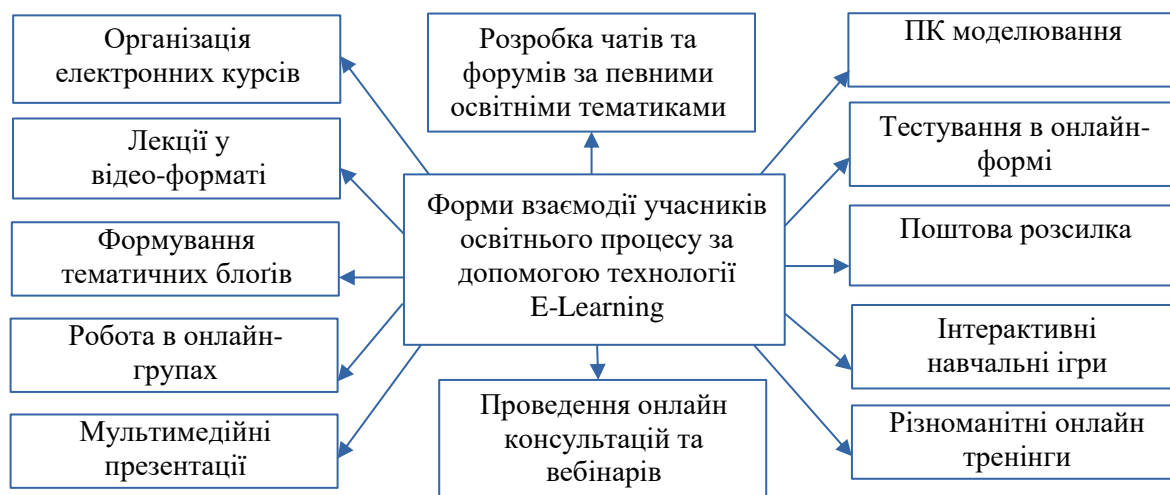 Організація
електронних курсів
Лекції у
відео-форматі
Формування
тематичних блогів
Робота в онлайн-
групах
Мультимедійні
презентації
Розробка чатів та
форумів за певними
освітніми тематиками
Форми взаємодії учасників
освітнього процесу за
допомогою технології
E-Learning
Проведення онлайн
консультацій та
вебінарів
ПК моделювання
Тестування в онлайн-
формі
Поштова розсилка
Інтерактивні
навчальні ігри
Різноманітні онлайн
тренінги